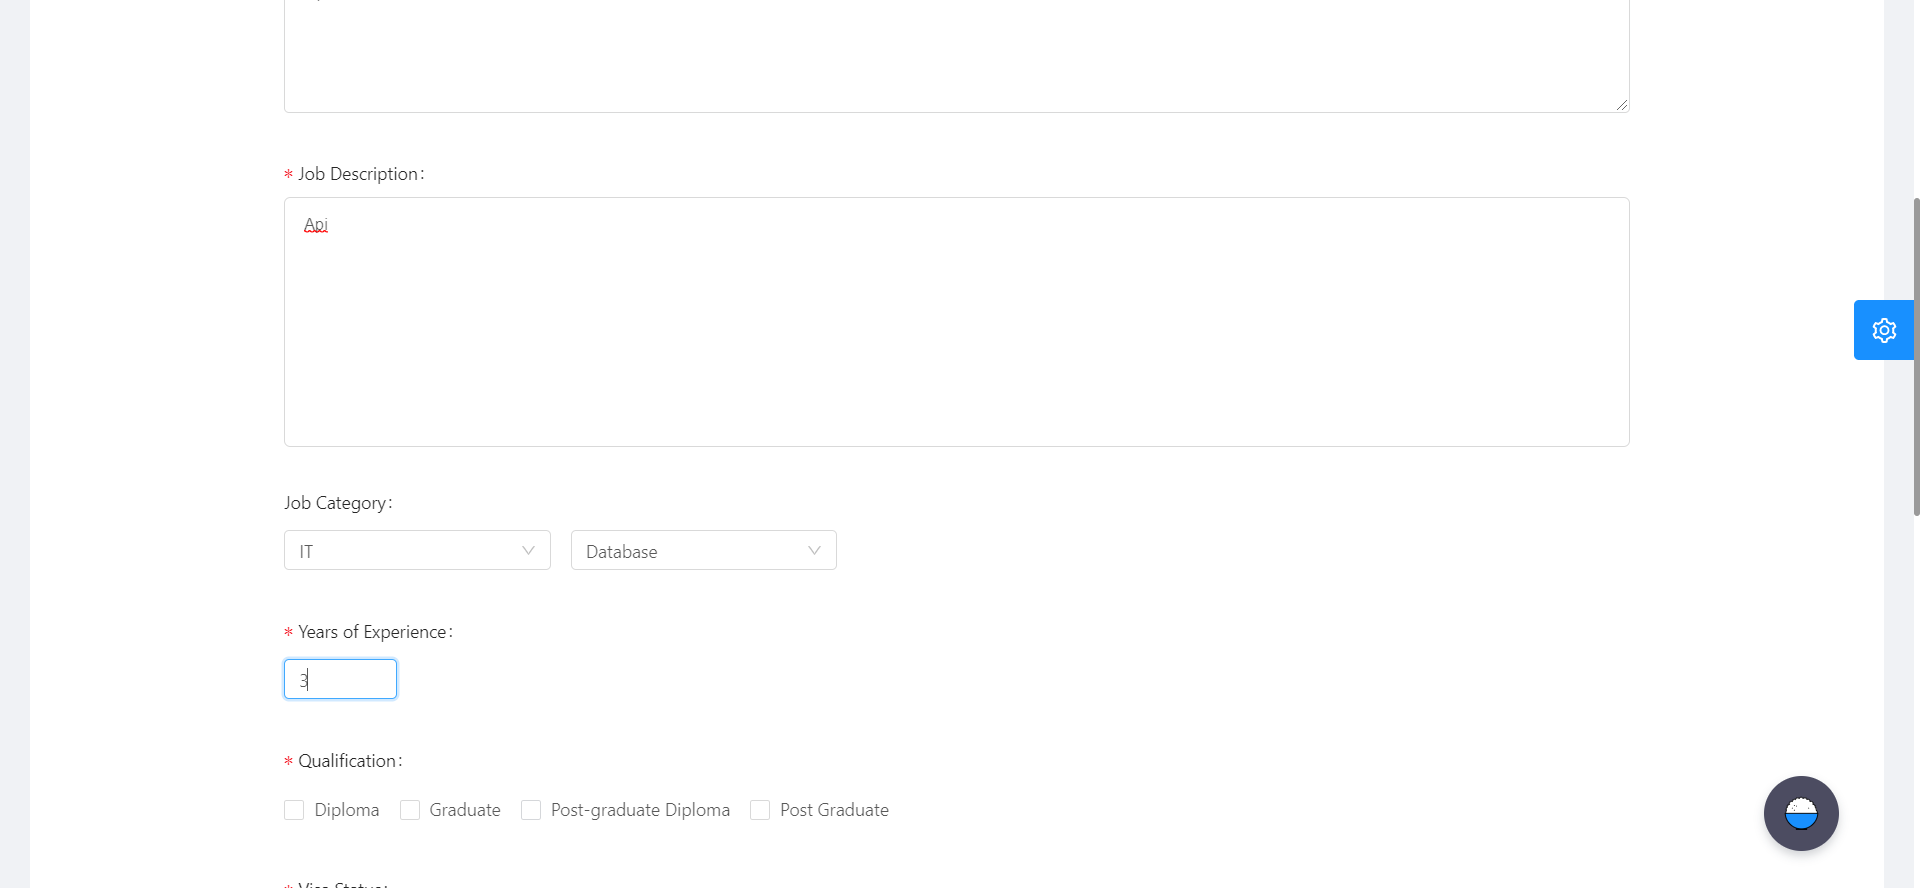 * Job Description:
Api
Job Category:
IT Database
* Years of Experience:
3
* Qualification:
Diploma Graduate Post-graduate Diploma Post Graduate